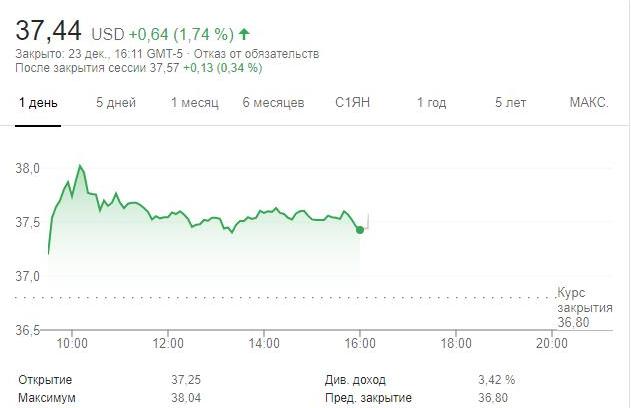 37,44 USD +0,64 (1,74 %)
Закрыто: 23 дек., 16:11 GMT-5 · Отказ от обязательств
После закрытия сессии 37,57 +0,13 (0,34 %)
1 день 5 дней 1 месяц 6 месяцев С1ЯН 1 год 5 лет МАКС.
38,0
37,5
37,0
Курс
закрытия
36,80
36,5
10:00 12:00 14:00 16:00 18:00 20:00
Открытие 37,25 Див. доход 3,42 %
Максимум 38,04 Пред. закрытие 36,80